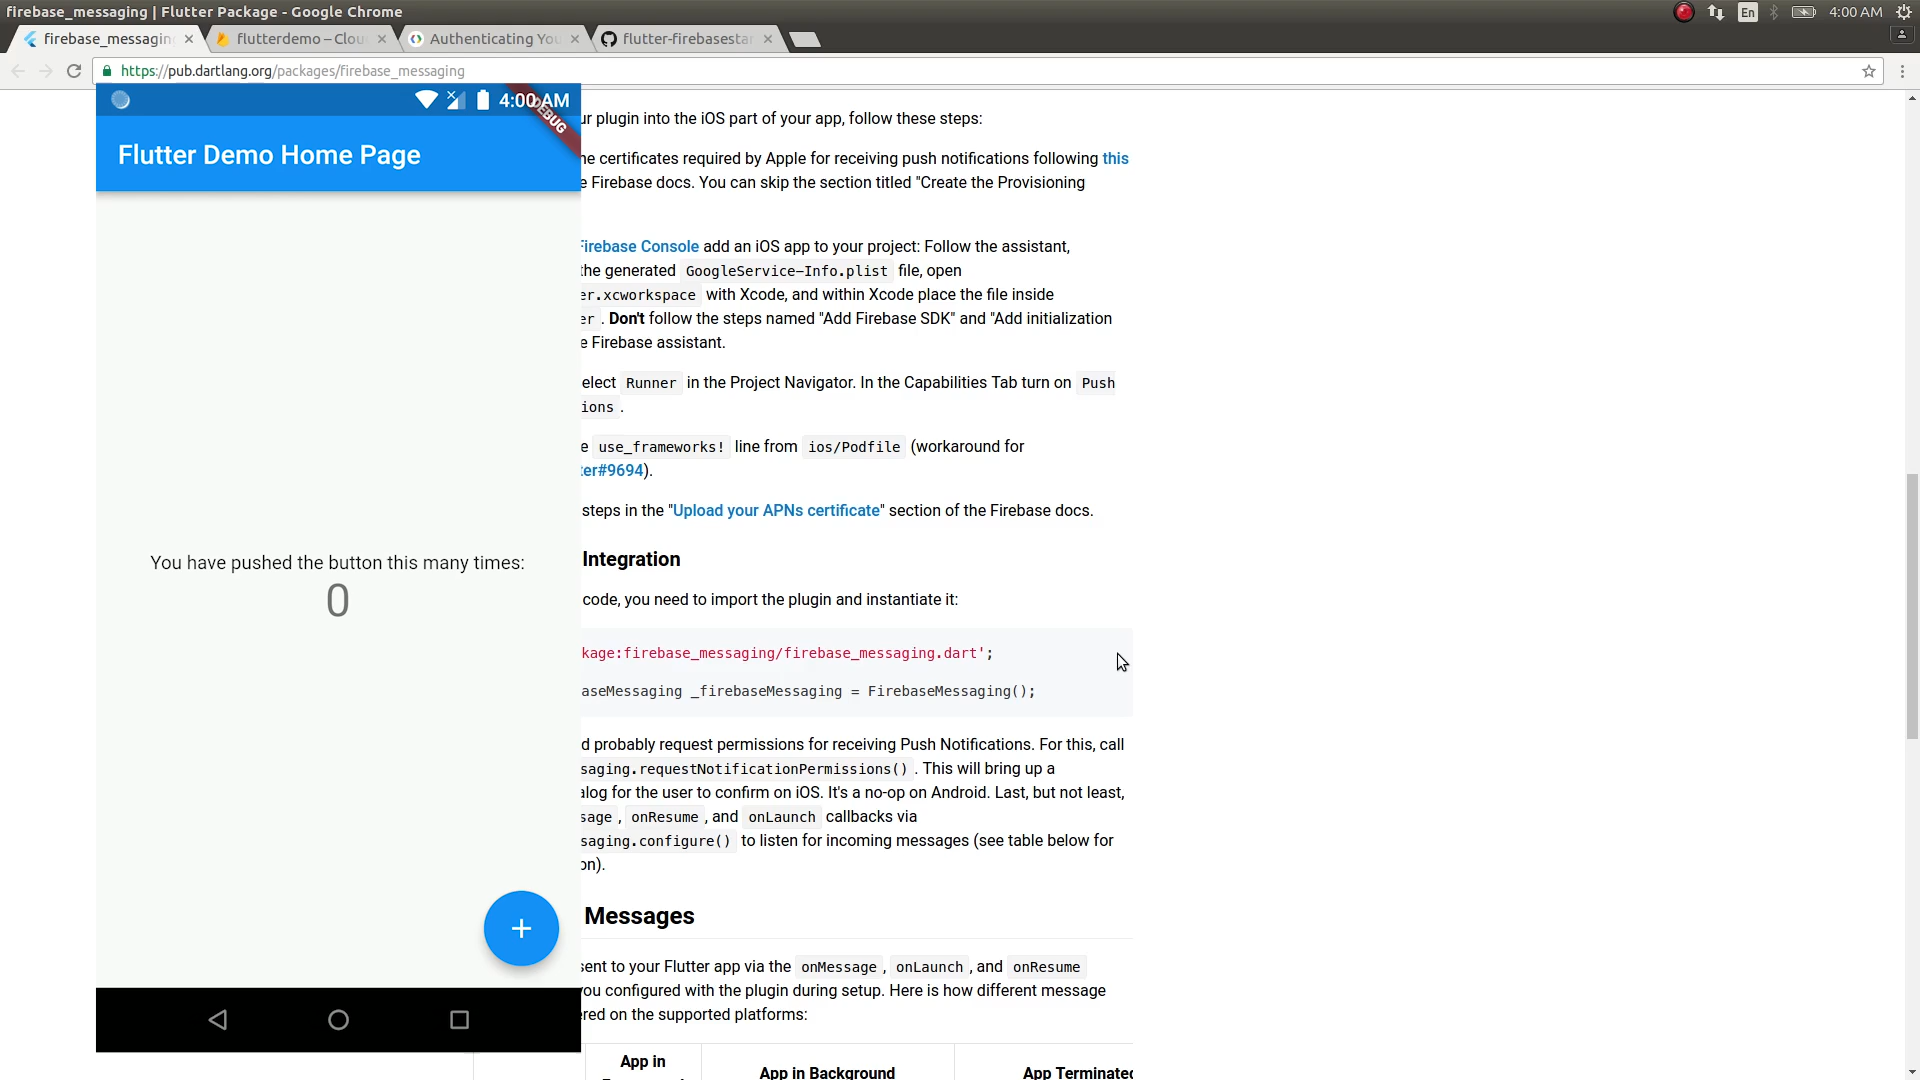 firebase_messaging | Flutter Package - Google Chrome
En
4:00 AM
firebase_messaging
flutterdemo – Clou
Authenticating You
flutter-firebasestar
https://pub.dartlang.org/packages/firebase_messaging
4:00 AM
DEBUG
Flutter Demo Home Page
You have pushed the button this many times:
0
+
ur plugin into the iOS part of your app, follow these steps:
he certificates required by Apple for receiving push notifications following this
e Firebase docs. You can skip the section titled "Create the Provisioning
Firebase Console add an iOS app to your project: Follow the assistant,
the generated GoogleService-Info.plist file, open
er.xcworkspace with Xcode, and within Xcode place the file inside
er . Don't follow the steps named "Add Firebase SDK" and "Add initialization
e Firebase assistant.
elect Runner in the Project Navigator. In the Capabilities Tab turn on Push
ions .
e use_frameworks! line from ios/Podfile (workaround for
ter#9694).
steps in the "Upload your APNs certificate" section of the Firebase docs.
Integration
code, you need to import the plugin and instantiate it:
kage:firebase_messaging/firebase_messaging.dart';
aseMessaging _firebaseMessaging = FirebaseMessaging();
d probably request permissions for receiving Push Notifications. For this, call
saging.requestNotificationPermissions() . This will bring up a
alog for the user to confirm on iOS. It's a no-op on Android. Last, but not least,
sage , onResume , and onLaunch callbacks via
saging.configure() to listen for incoming messages (see table below for
on).
Messages
sent to your Flutter app via the onMessage , onLaunch , and onResume
you configured with the plugin during setup. Here is how different message
ered on the supported platforms:
App in
App in Background
App Terminated